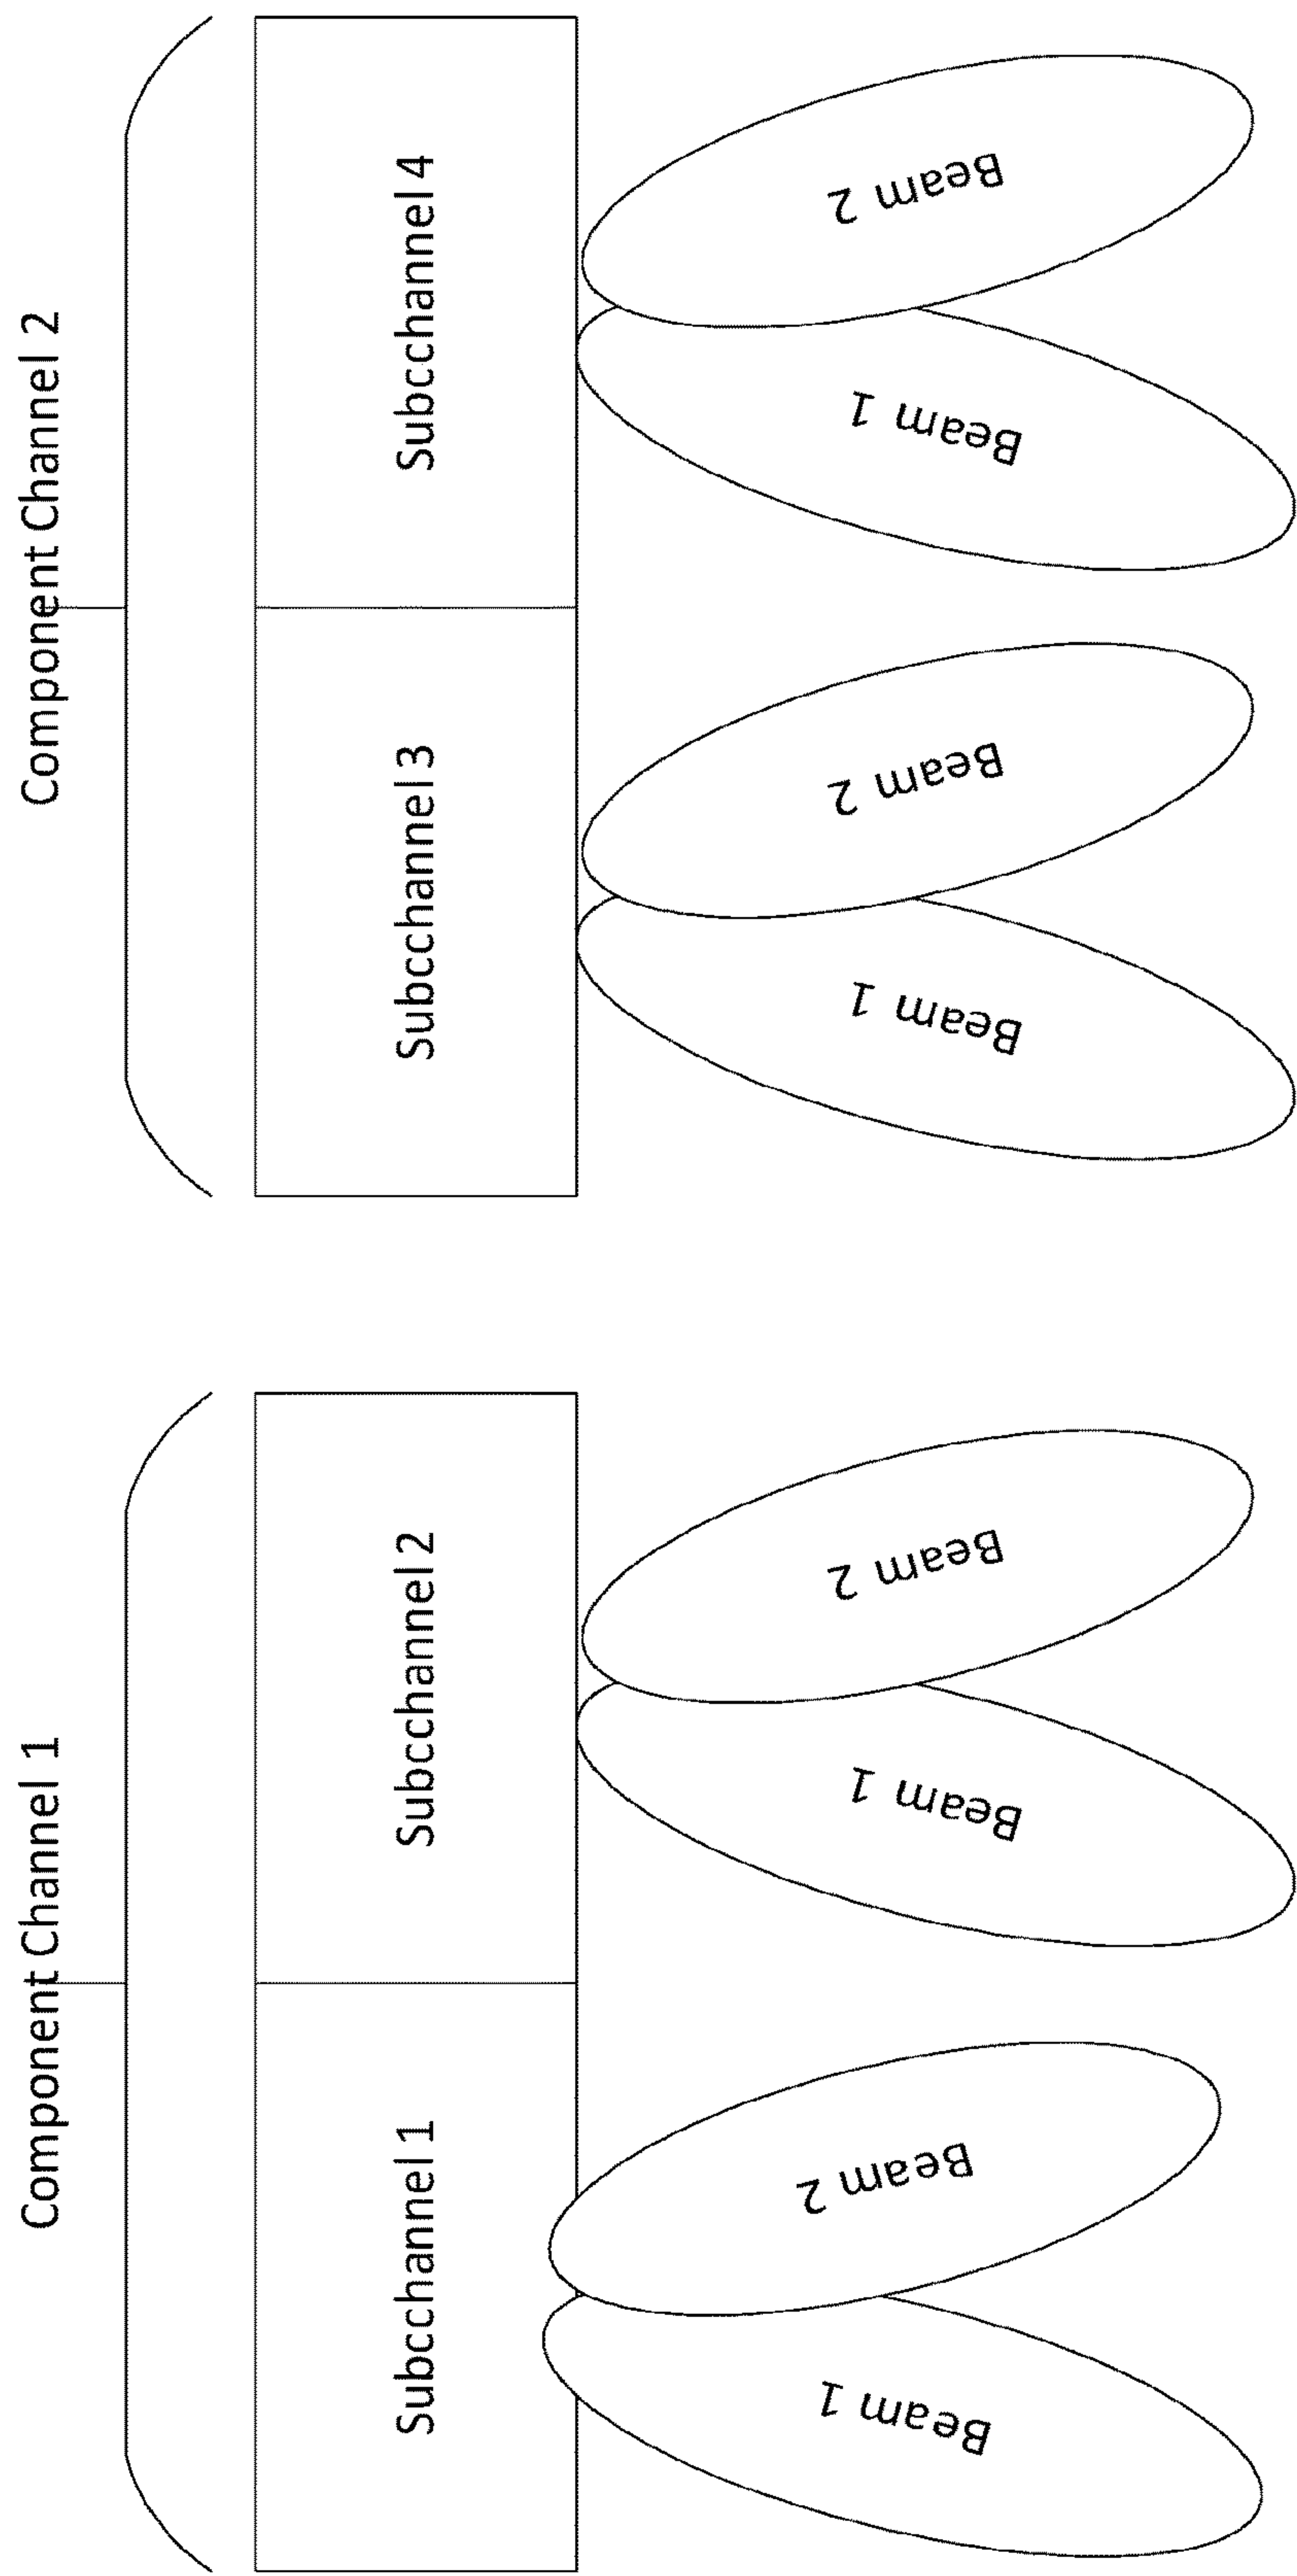 Component Channel 1
Component Channel 2
Subcchannel 1
Subcchannel 2
Subcchannel 3
Subcchannel 4
Beam 1
Beam 2
Beam 1
Beam 2
Beam 1
Beam 2
Beam 1
Beam 2